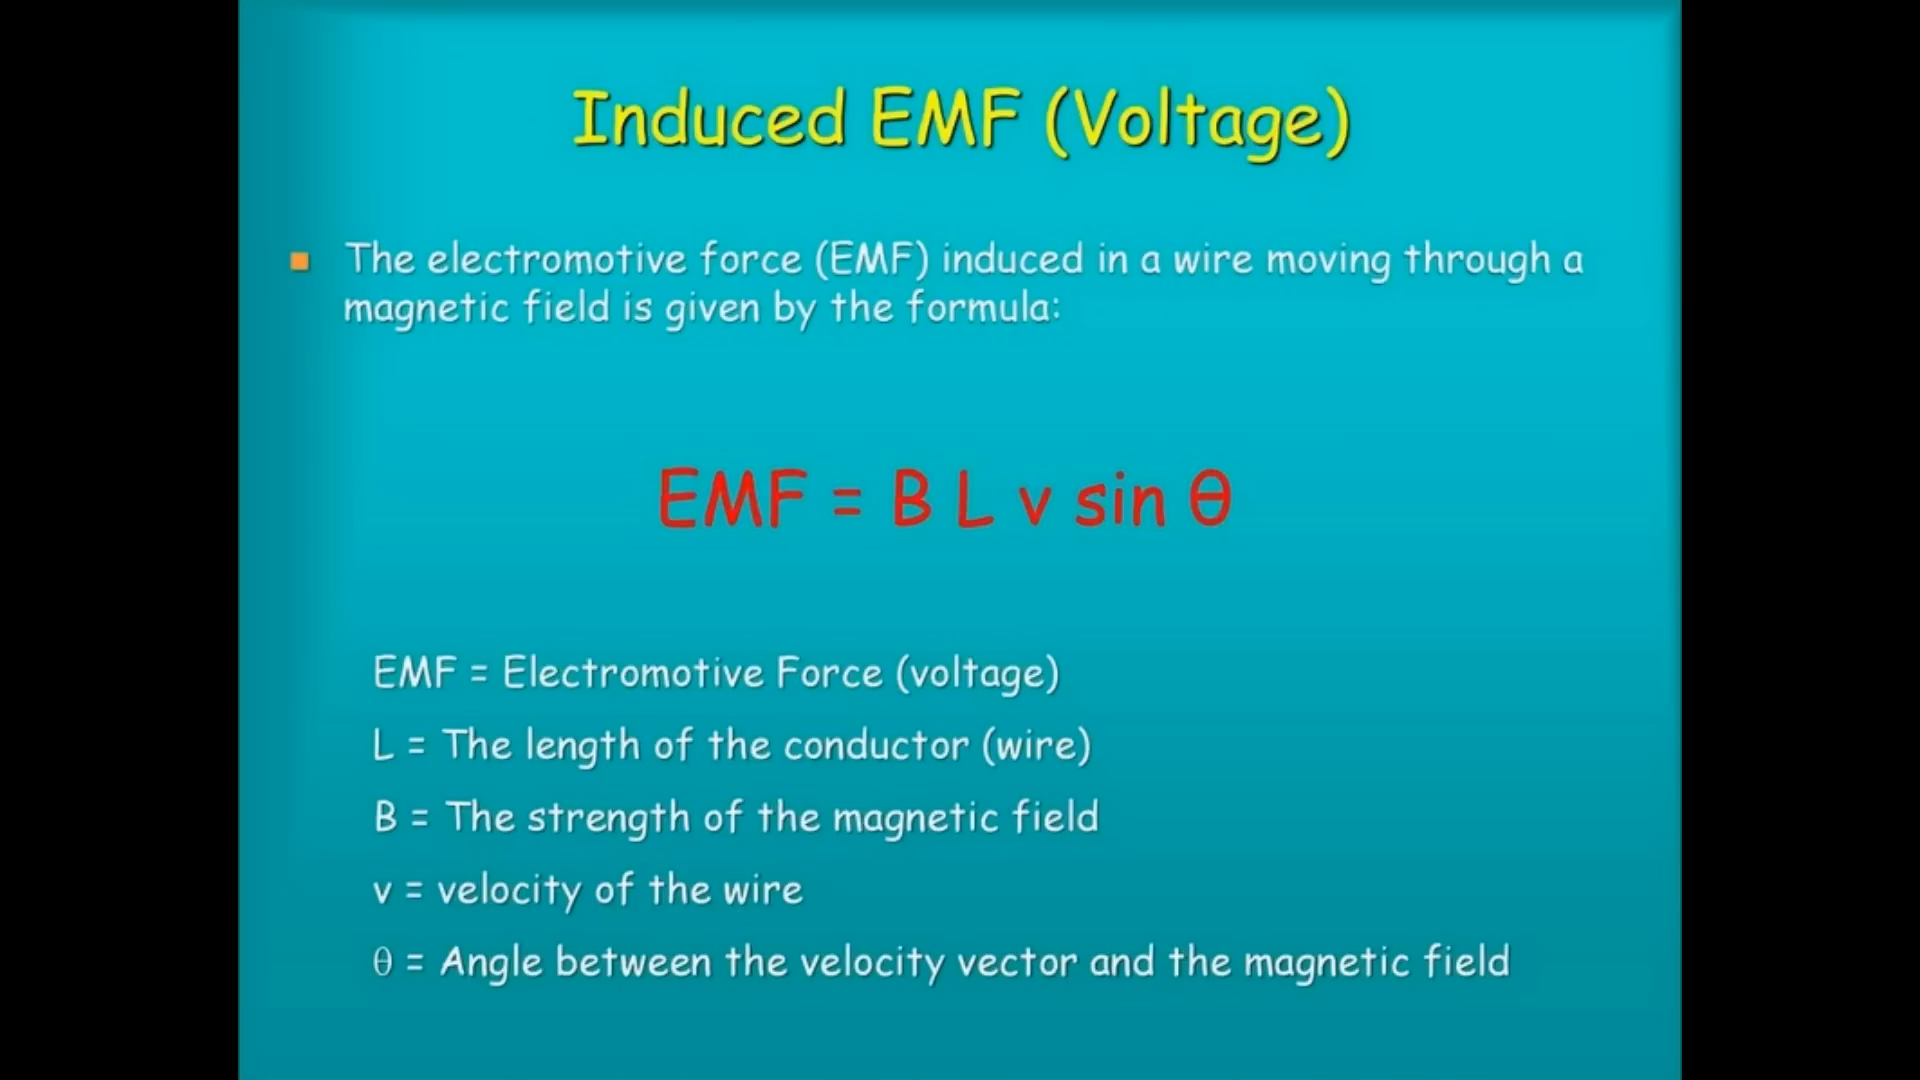 Induced EMF (Voltage)
The electromotive force (EMF) induced in a wire moving through a
magnetic field is given by the formula:
EMF = B L v sin θ
EMF = Electromotive Force (voltage)
L = The length of the conductor (wire)
B = The strength of the magnetic field
v = velocity of the wire
θ = Angle between the velocity vector and the magnetic field